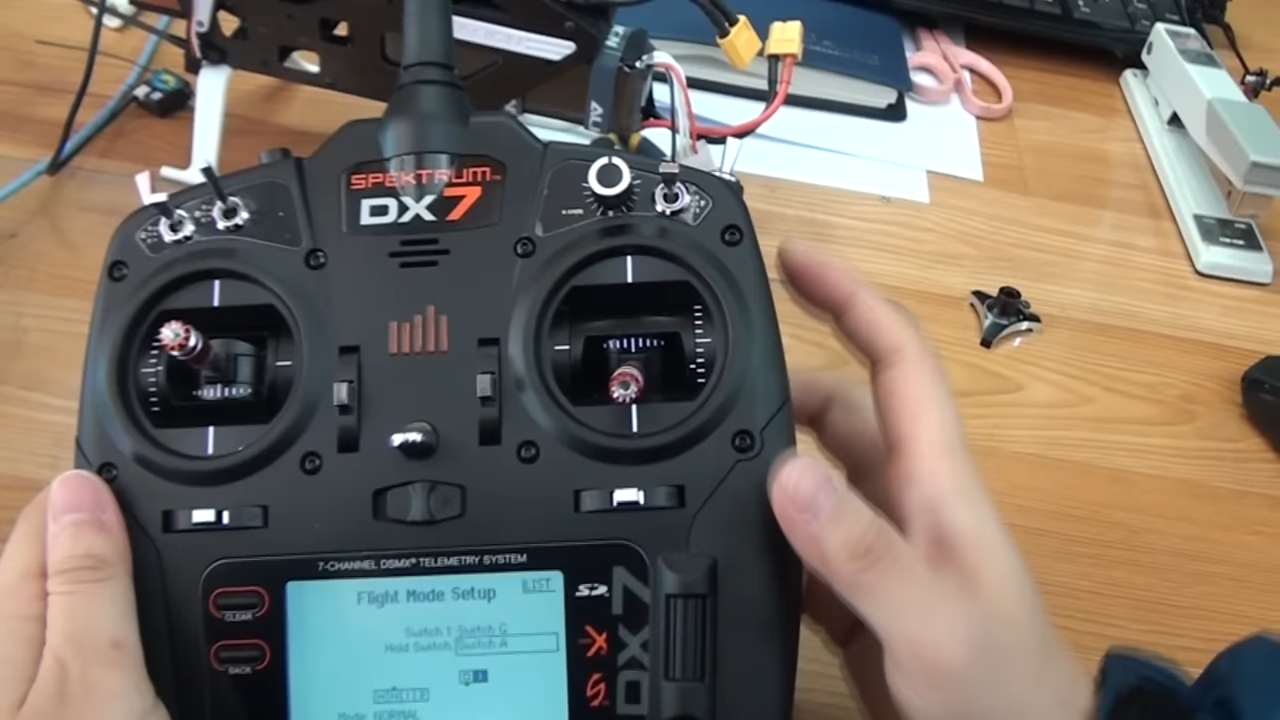 SPEKTRUM
DX7
7-CHANNEL DSMX® TELEMETRY SYSTEM
Flight Mode Setup
LIST
Switch 1: Switch G
Hold Switch: Switch A
Mode: NORMAL
CLEAR
BACK
SD
DX7